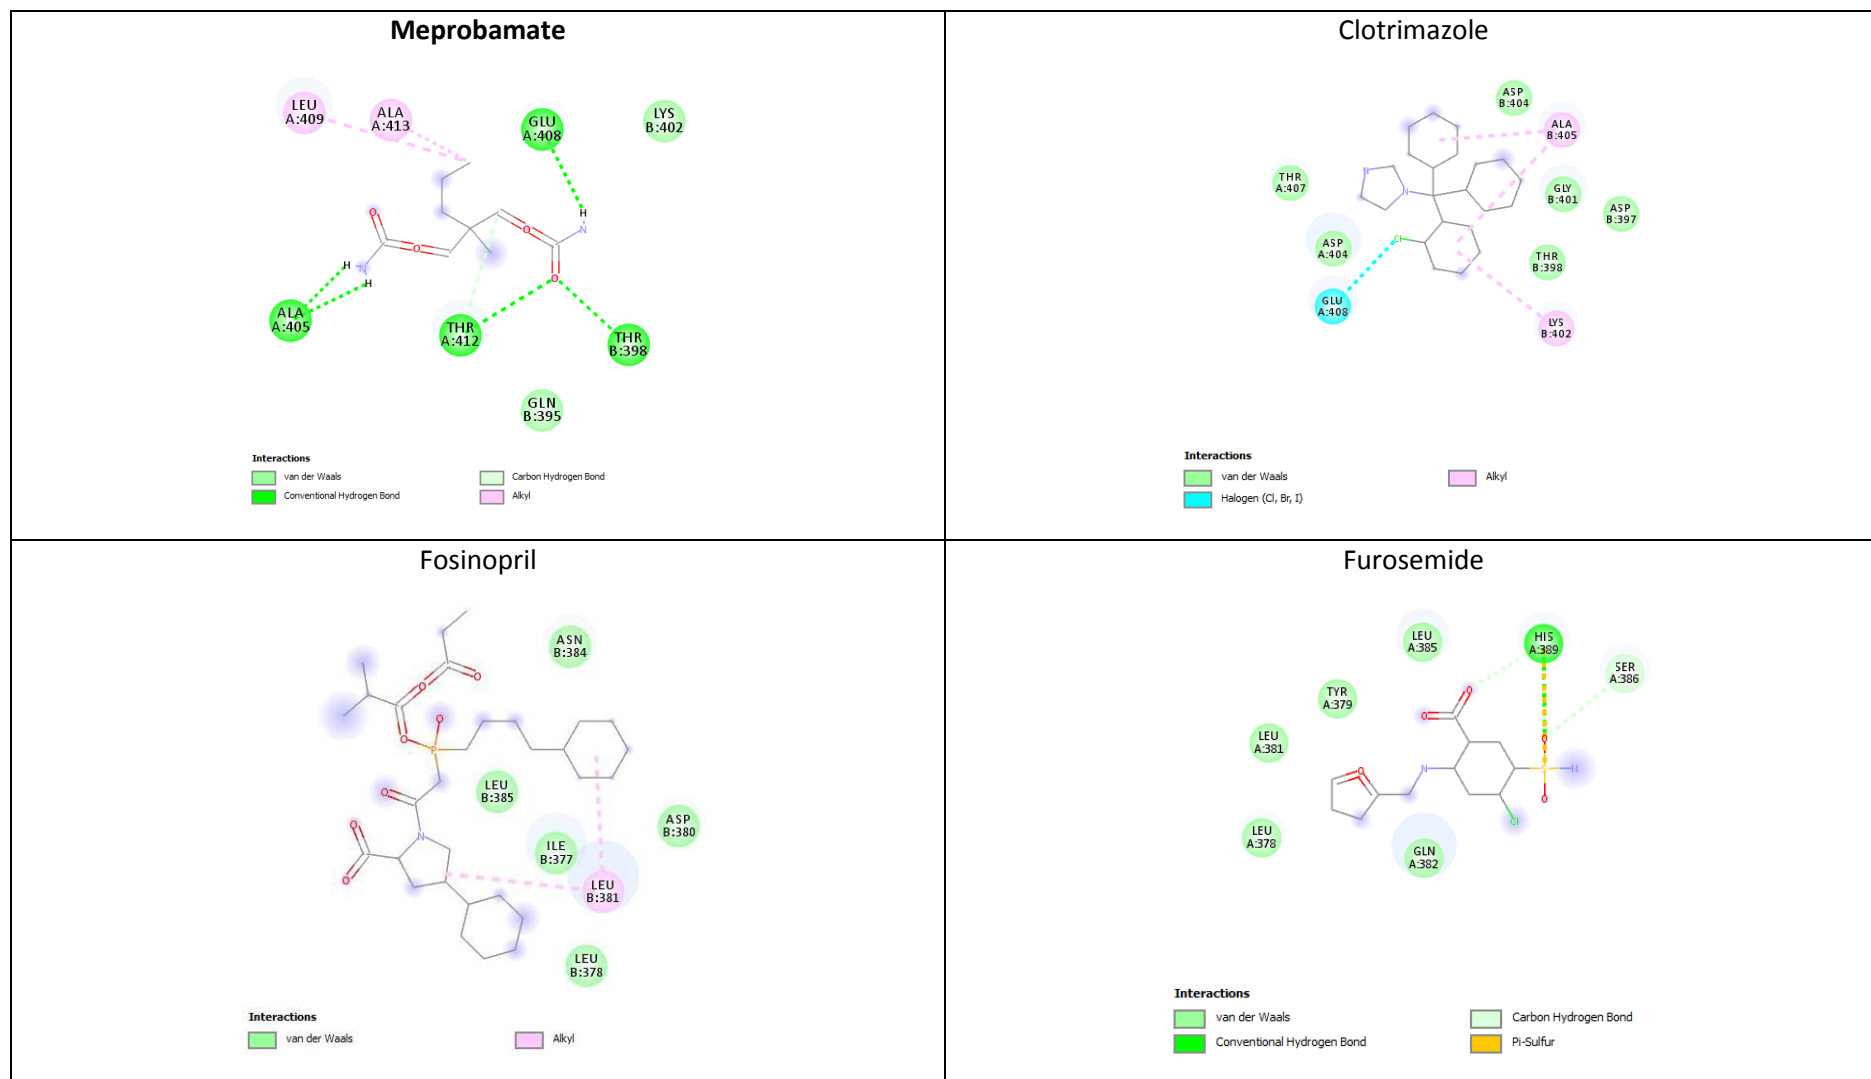 Meprobamate
LEU
A:409
ALA
A:413
GLU
A:408
LYS
B:402
O
O
H
N
H
O
O
H
N
H
ALA
A:405
THR
A:412
THR
B:398
GLN
B:395
Interactions
van der Waals
Conventional Hydrogen Bond
Carbon Hydrogen Bond
Alkyl
Clotrimazole
ASP
B:404
ALA
B:405
THR
A:407
N
N
GLY
B:401
ASP
B:397
ASP
A:404
Cl
THR
B:398
GLU
A:408
LYS
B:402
Interactions
van der Waals
Halogen (Cl, Br, I)
Alkyl
Fosinopril
ASN
B:384
O
O
O
O
P
LEU
B:385
O
ASP
B:380
O
N
ILE
B:377
O
LEU
B:381
LEU
B:378
Interactions
van der Waals
Alkyl
Furosemide
LEU
A:385
HIS
A:389
SER
A:386
TYR
A:379
O
O
LEU
A:381
O
O
N
S
N
O
Cl
LEU
A:378
GLN
A:382
Interactions
van der Waals
Conventional Hydrogen Bond
Carbon Hydrogen Bond
Pi-Sulfur